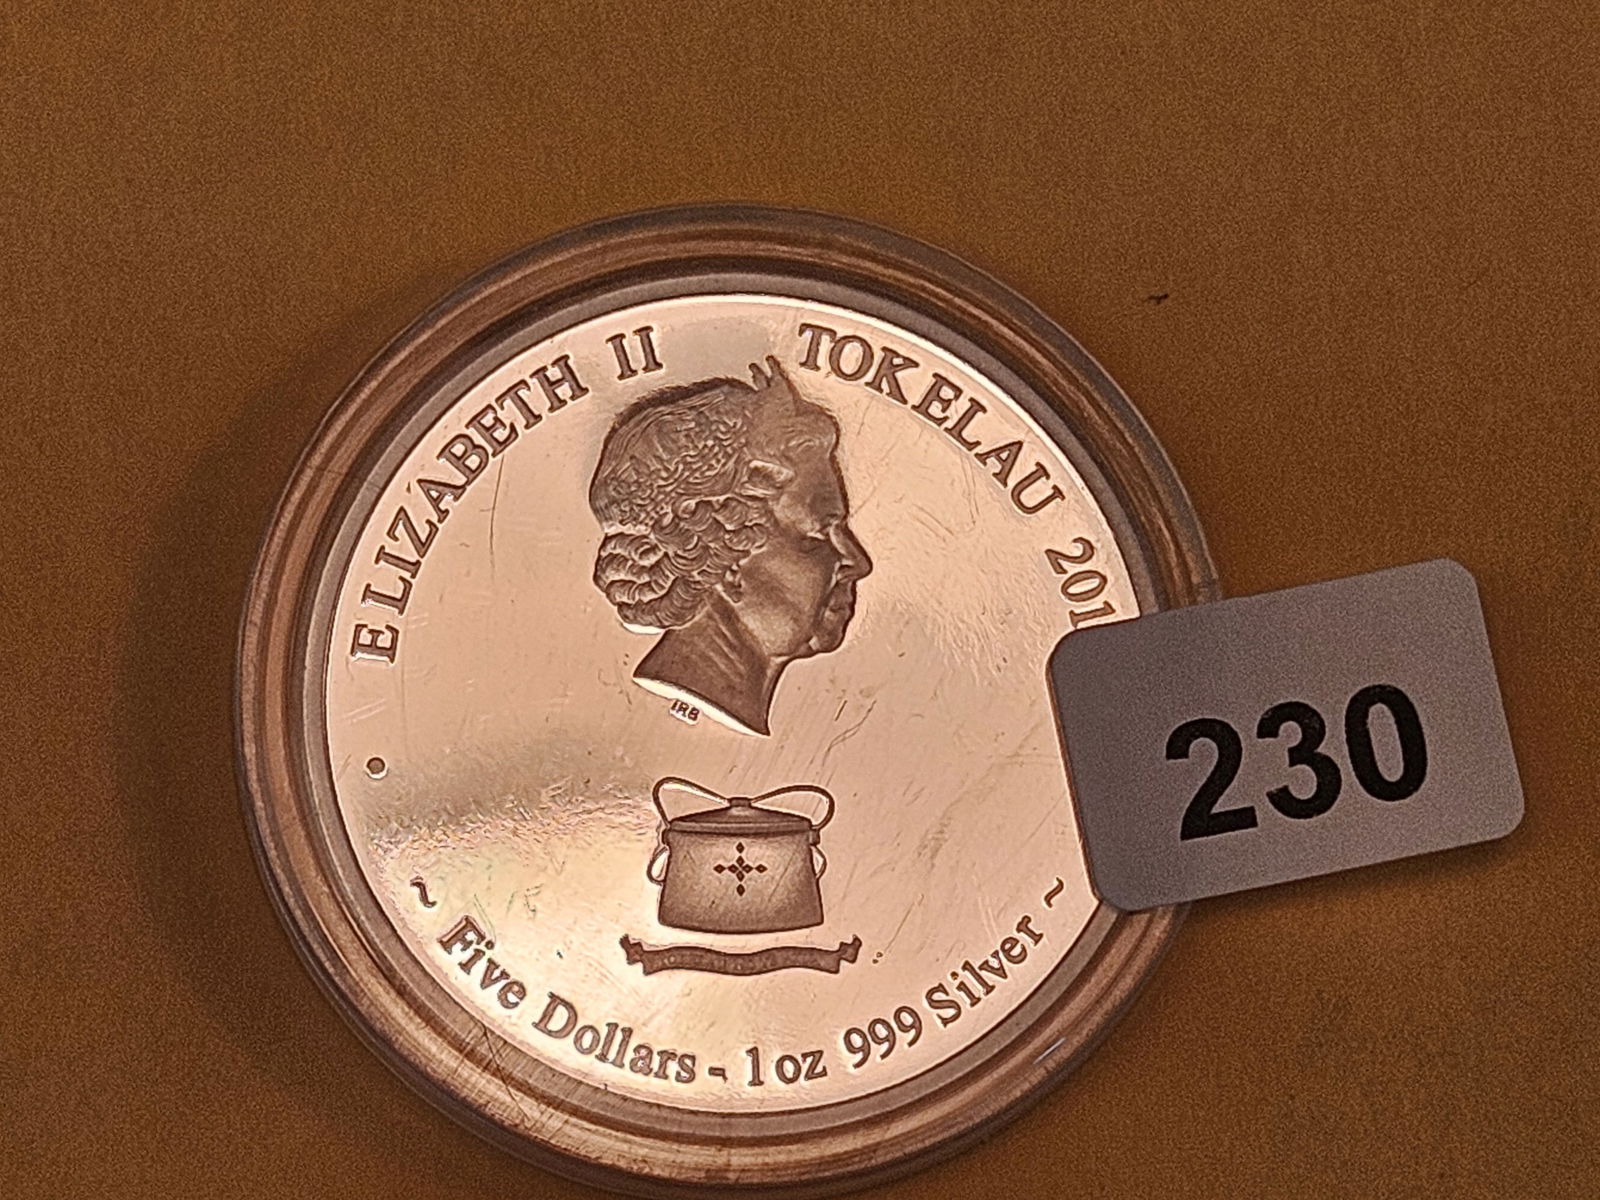 ELIZABETH II
TOKELAU 201
IRB
~ Five Dollars - 1 oz 999 Silver ~
230